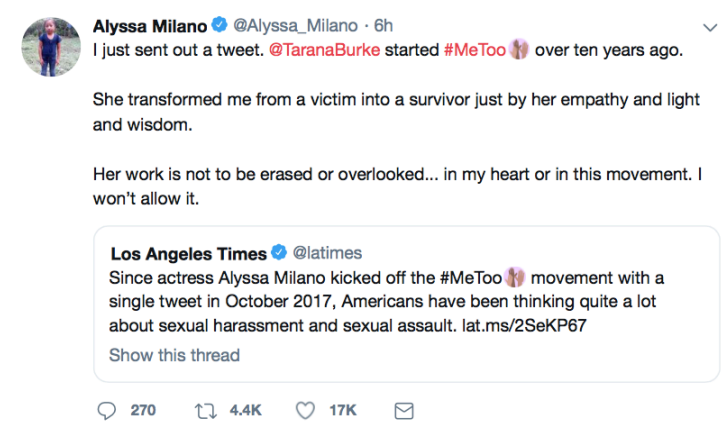 Alyssa Milano @Alyssa_Milano · 6h
I just sent out a tweet. @TaranaBurke started #MeToo over ten years ago.
She transformed me from a victim into a survivor just by her empathy and light
and wisdom.
Her work is not to be erased or overlooked... in my heart or in this movement. I
won't allow it.
Los Angeles Times @latimes
Since actress Alyssa Milano kicked off the #MeToo movement with a
single tweet in October 2017, Americans have been thinking quite a lot
about sexual harassment and sexual assault. lat.ms/2SeKP67
Show this thread
270 4.4K 17K